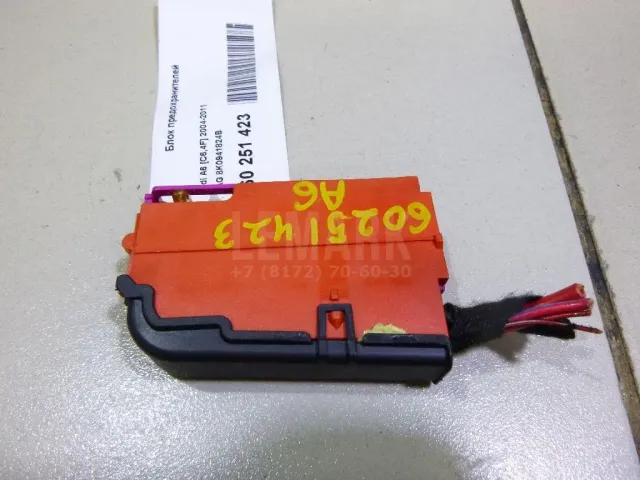 Блок предохранителей
di A6 [C6,4F] 2004-2011
G 8K0941824B
60 251 423
A6
60251423
LEMARK
+7 (8172) 70-60-30